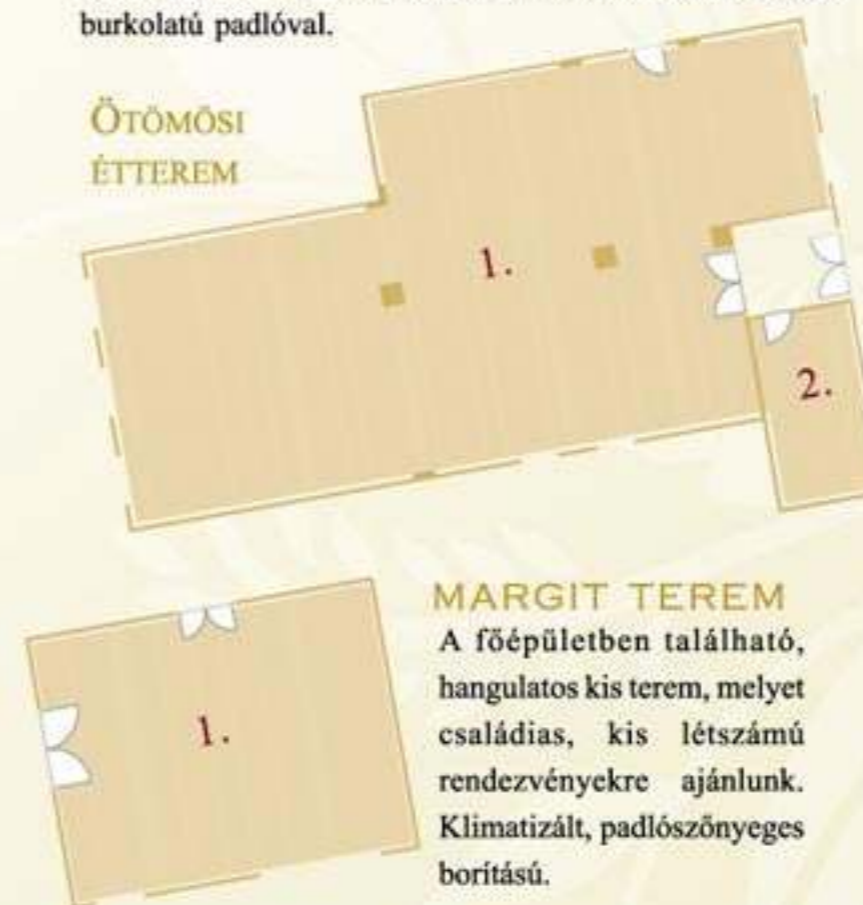 burkolatú padlóval.
ÖTÖMÖSI
ÉTTEREM
1.
2.
MARGIT TEREM
A főépületben található,
hangulatos kis terem, melyet
családias, kis létszámú
rendezvényekre ajánlunk.
Klimatizált, padlószőnyeges
borítású.
1.